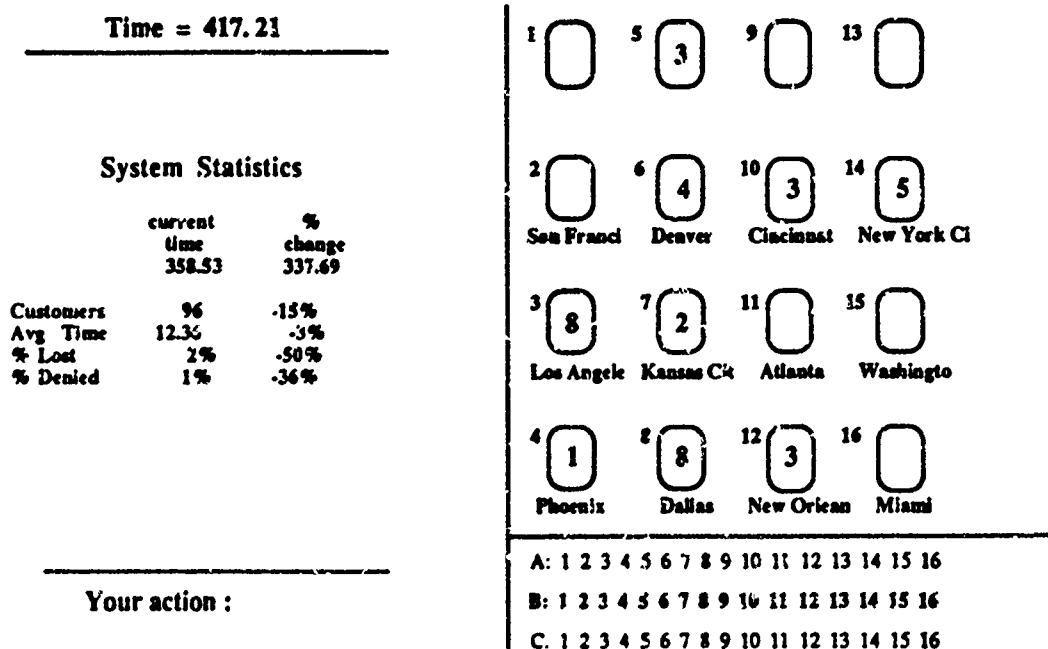 Time = 417.21
System Statistics
current %
time change
358.53 337.69
Customers 96 -15%
Avg Time -3%
% Lost 2% -50%
% Denied 1% -36%
Your action :
1 5 3 9 13
2 6 4 10 3 14 5
San Franci Denver Cincinnat New York Ci
3 8 7 2 11 15
Los Angele Kansas Cit Atlanta Washingto
4 1 8 8 12 3 16
Phoenix Dallas New Orlean Miami
A: 1 2 3 4 5 6 7 8 9 10 11 12 13 14 15 16
B: 1 2 3 4 5 6 7 8 9 10 11 12 13 14 15 16
C. 1 2 3 4 5 6 7 8 9 10 11 12 13 14 15 16